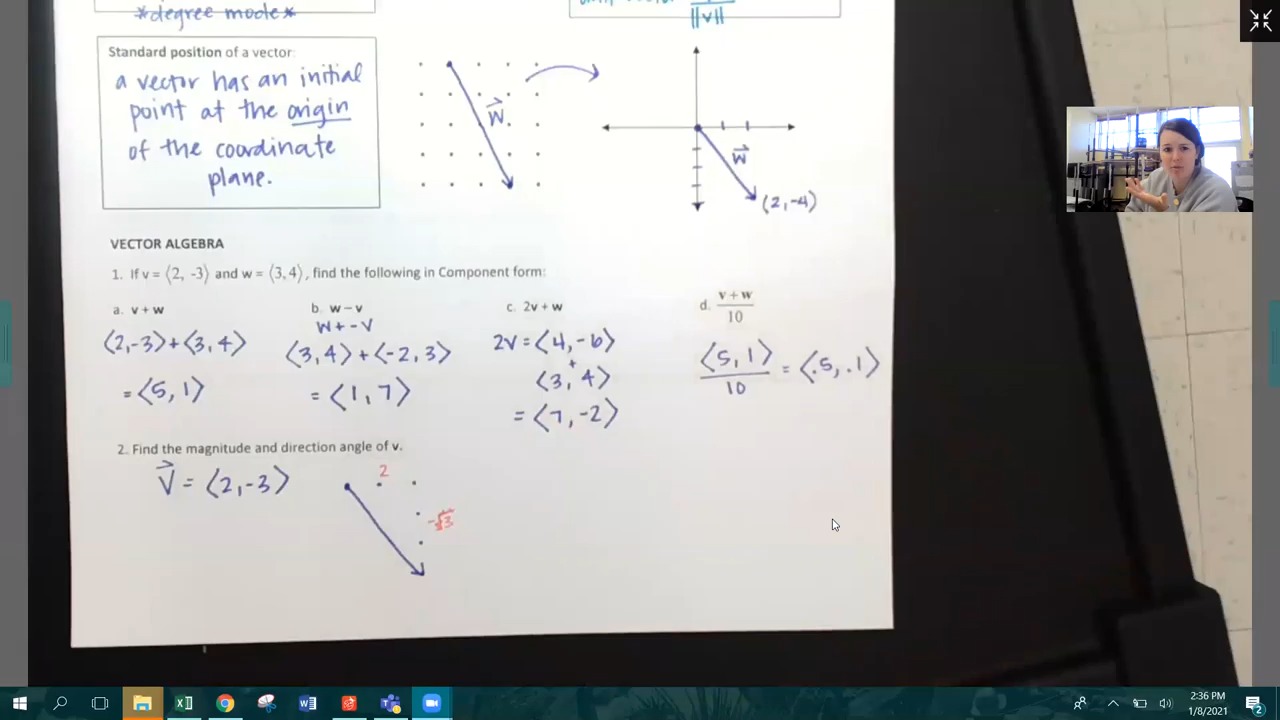 *degree mode*
||v||
Standard position of a vector:
a vector has an initial
point at the origin
of the coordinate
plane.
W
W
(2,-4)
VECTOR ALGEBRA
1. If v = ⟨2, -3⟩ and w = ⟨3, 4⟩, find the following in Component form:
a. v + w
b. w – v
c. 2v + w
d. v + w
10
W + - V
⟨2,-3⟩+⟨3,4⟩
⟨3,4⟩+⟨-2,3⟩
2V = ⟨4,-6⟩
+
⟨3,4⟩
⟨5,1⟩
10
= ⟨.5,.1⟩
= ⟨5,1⟩
= ⟨1,7⟩
= ⟨7,-2⟩
2. Find the magnitude and direction angle of v.
V = ⟨2,-3⟩
2
2:36 PM
1/8/2021
2